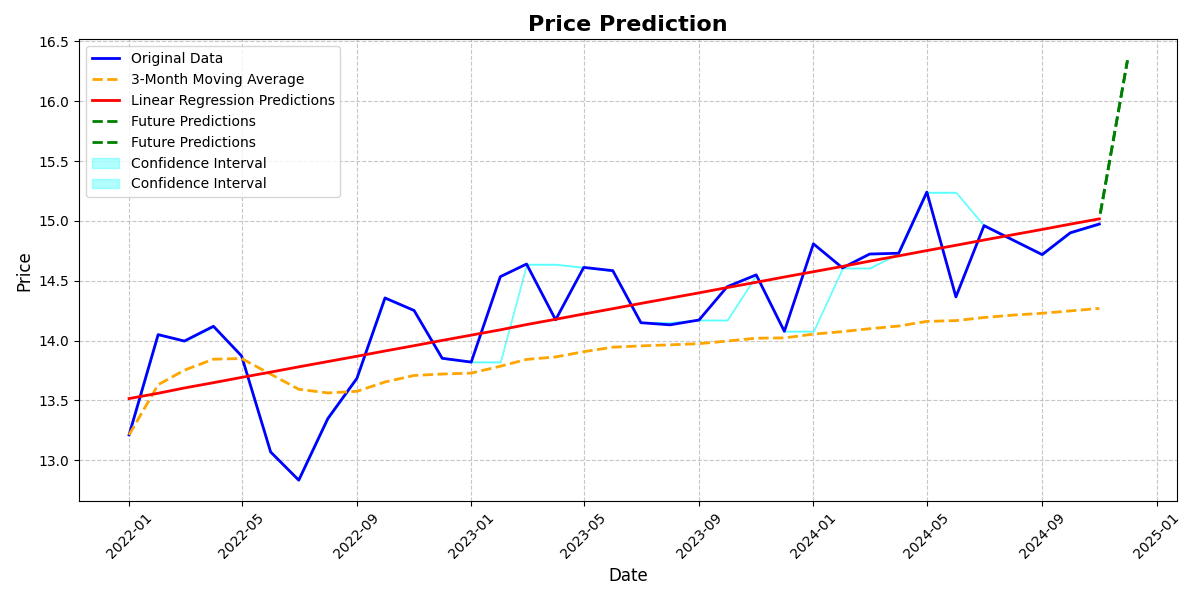 Price Prediction
Original Data
3-Month Moving Average
Linear Regression Predictions
Future Predictions
Future Predictions
Confidence Interval
Confidence Interval
Price
16.5
16.0
15.5
15.0
14.5
14.0
13.5
13.0
2022-01
2022-05
2022-09
2023-01
2023-05
2023-09
2024-01
2024-05
2024-09
2025-01
Date